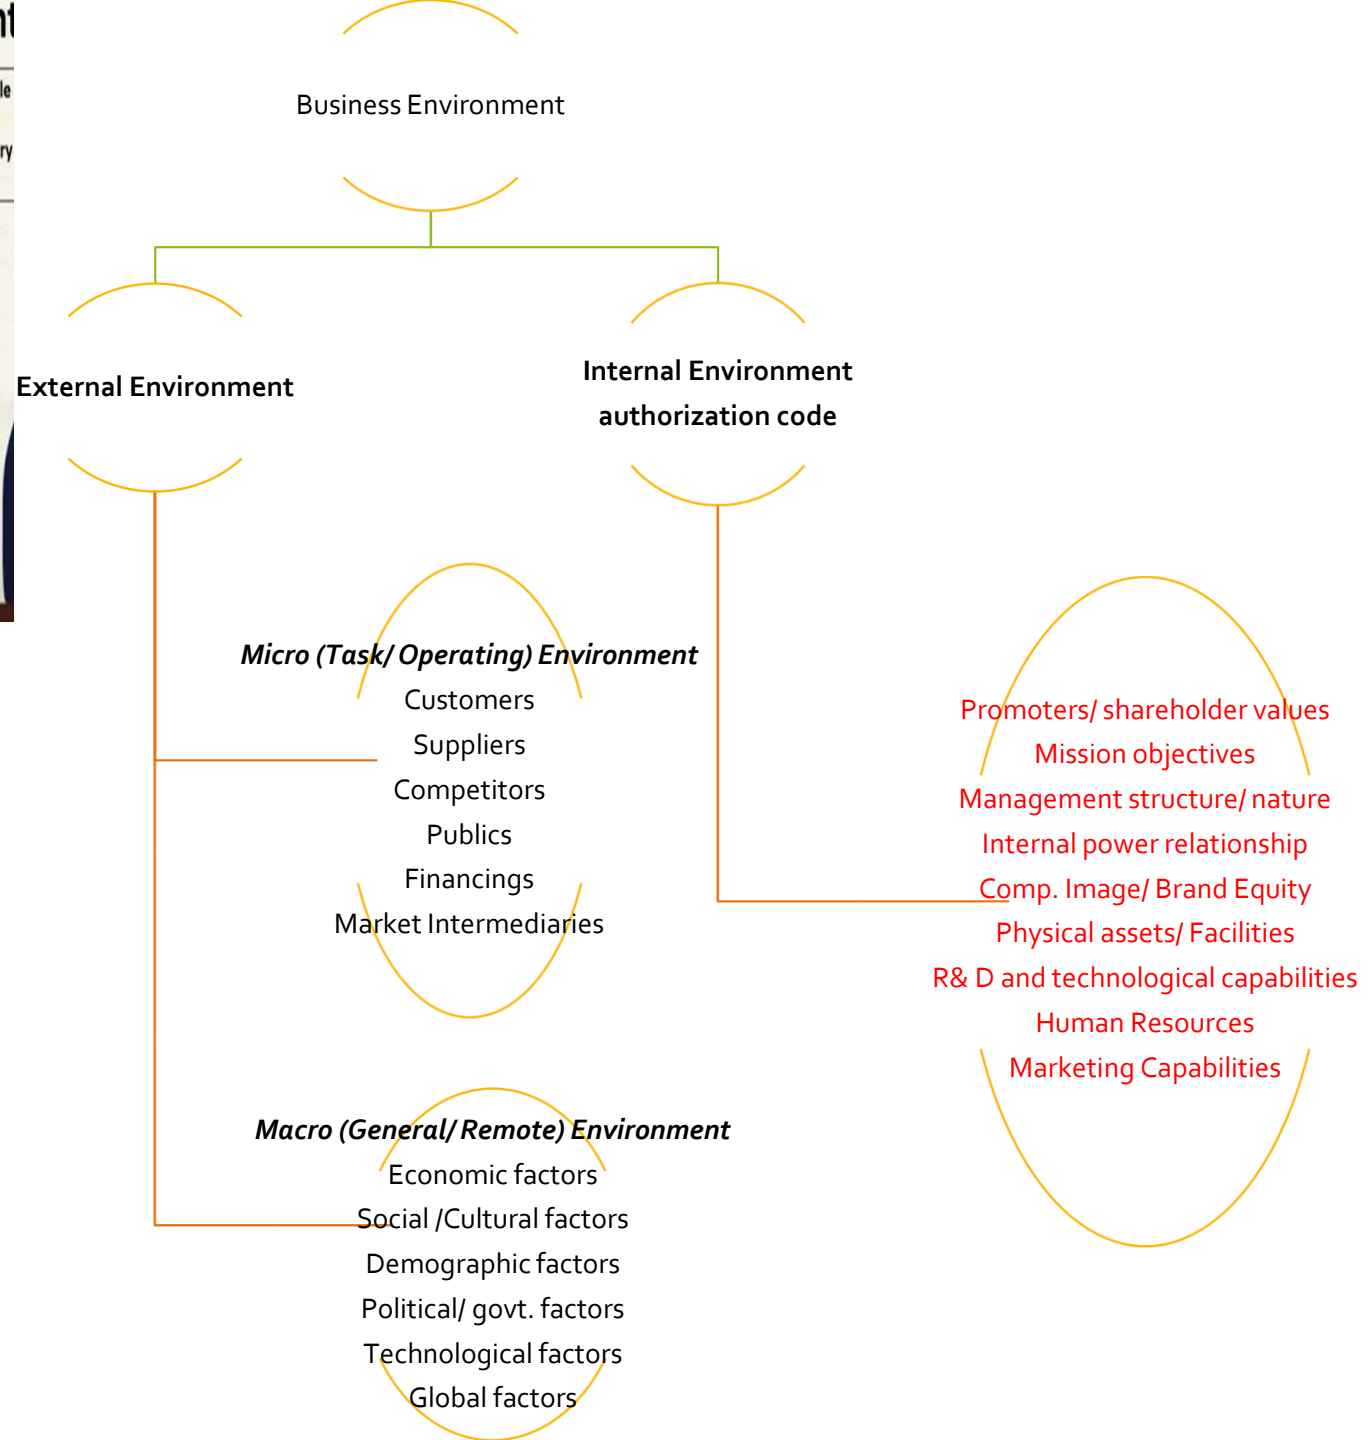 Business Environment
External Environment
Internal Environment
authorization code
Micro (Task/ Operating) Environment
Customers
Suppliers
Competitors
Publics
Financings
Market Intermediaries
Macro (General/ Remote) Environment
Economic factors
Social /Cultural factors
Demographic factors
Political/ govt. factors
Technological factors
Global factors
Promoters/ shareholder values
Mission objectives
Management structure/ nature
Internal power relationship
Comp. Image/ Brand Equity
Physical assets/ Facilities
R& D and technological capabilities
Human Resources
Marketing Capabilities